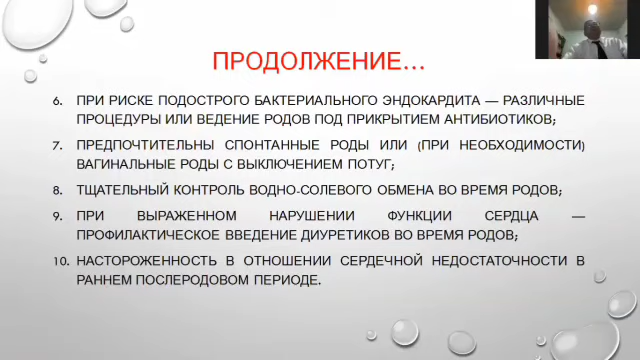 ПРОДОЛЖЕНИЕ...
6. ПРИ РИСКЕ ПОДОСТРОГО БАКТЕРИАЛЬНОГО ЭНДОКАРДИТА — РАЗЛИЧНЫЕ
ПРОЦЕДУРЫ ИЛИ ВЕДЕНИЕ РОДОВ ПОД ПРИКРЫТИЕМ АНТИБИОТИКОВ;
7. ПРЕДПОЧТИТЕЛЬНЫ СПОНТАННЫЕ РОДЫ ИЛИ (ПРИ НЕОБХОДИМОСТИ)
ВАГИНАЛЬНЫЕ РОДЫ С ВЫКЛЮЧЕНИЕМ ПОТУГ;
8. ТЩАТЕЛЬНЫЙ КОНТРОЛЬ ВОДНО-СОЛЕВОГО ОБМЕНА ВО ВРЕМЯ РОДОВ;
9. ПРИ ВЫРАЖЕННОМ НАРУШЕНИИ ФУНКЦИИ СЕРДЦА —
ПРОФИЛАКТИЧЕСКОЕ ВВЕДЕНИЕ ДИУРЕТИКОВ ВО ВРЕМЯ РОДОВ;
10. НАСТОРОЖЕННОСТЬ В ОТНОШЕНИИ СЕРДЕЧНОЙ НЕДОСТАТОЧНОСТИ В
РАННЕМ ПОСЛЕРОДОВОМ ПЕРИОДЕ.